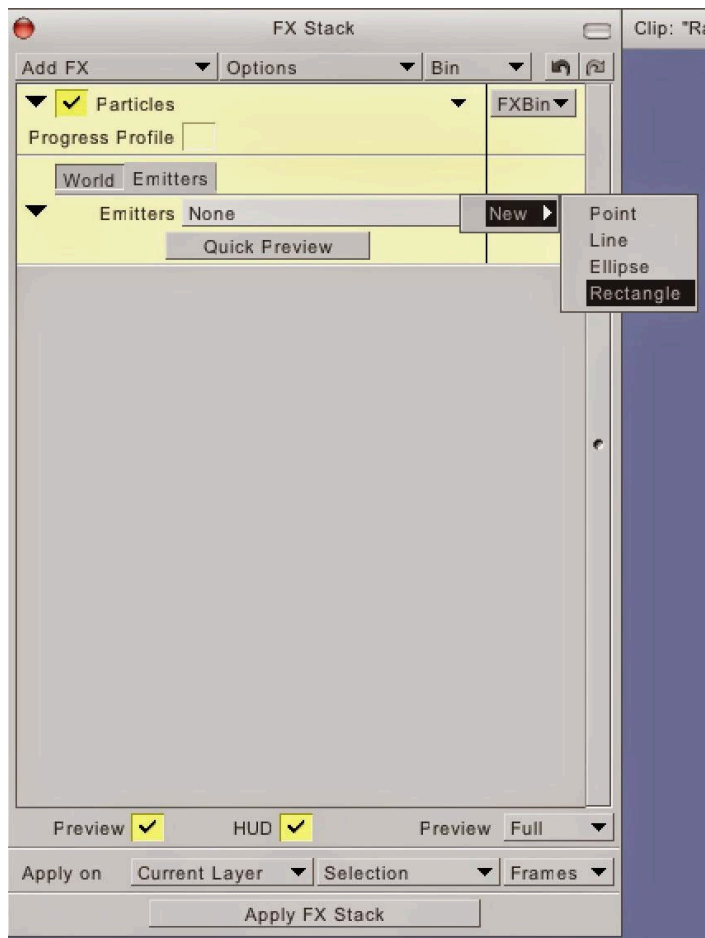 FX Stack
Clip: "Ra
Add FX Options Bin
Particles FXBin
Progress Profile
World Emitters
Emitters None New Point
Line
Quick Preview
Ellipse
Rectangle
Preview HUD Preview Full
Apply on Current Layer Selection Frames
Apply FX Stack